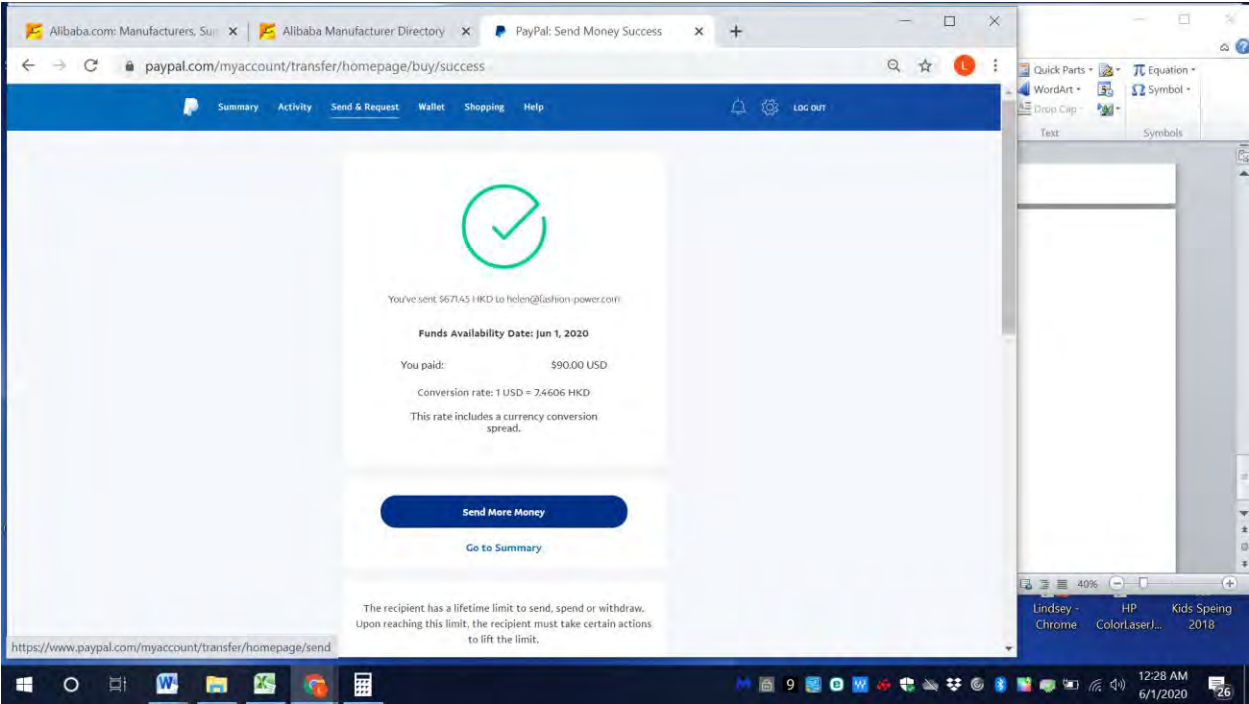 Alibaba.com: Manufacturers, Su
Alibaba Manufacturer Directory
PayPal: Send Money Success
paypal.com/myaccount/transfer/homepage/buy/success
L
Summary Activity Send & Request Wallet Shopping Help LOG OUT
You've sent $671.45 HKD to helen@fashion-power.com
Funds Availability Date: Jun 1, 2020
You paid: $90.00 USD
Conversion rate: 1 USD = 7.4606 HKD
This rate includes a currency conversion
spread.
Send More Money
Go to Summary
The recipient has a lifetime limit to send, spend or withdraw.
Upon reaching this limit, the recipient must take certain actions
to lift the limit.
https://www.paypal.com/myaccount/transfer/homepage/send
Quick Parts
Equation
WordArt
Symbol
Drop Cap
Text Symbols
40%
Lindsey -
Chrome
HP
ColorLaserJ...
Kids Speing
2018
9
12:28 AM
6/1/2020
26